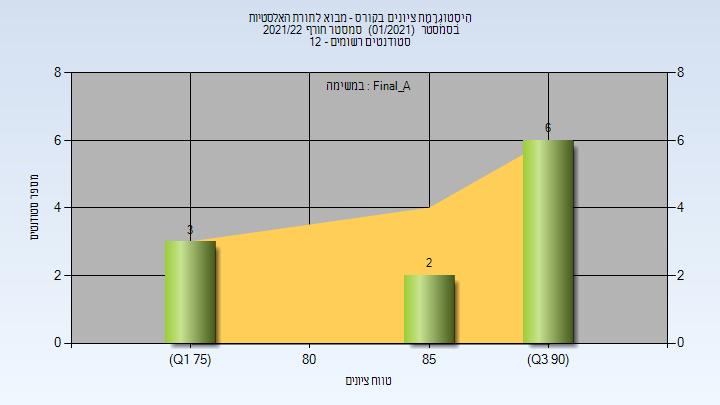 היסטוגרמת ציונים בקורס - מבוא לתורת האלסטיות
בסמסטר (01/2021) סמסטר חורף 2021/22
סטודנטים רשומים - 12
במשימה : Final_A
8 8
6 6
4 4
2 2
0 0
3
2
6
מספר סטודנטים
(Q1 75) 80 85 (Q3 90)
טווח ציונים